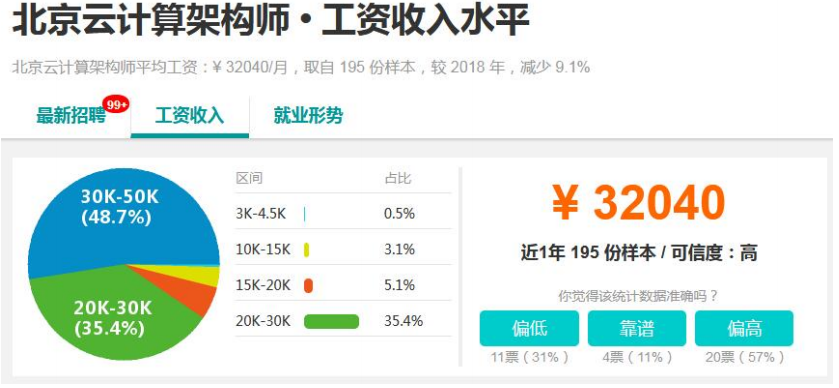 北京云计算架构师 • 工资收入水平
北京云计算架构师平均工资：¥ 32040/月，取自 195 份样本，较 2018 年，减少 9.1%
最新招聘 99+ 工资收入 就业形势
30K-50K
(48.7%)
20K-30K
(35.4%)
区间 占比
3K-4.5K 0.5%
10K-15K 3.1%
15K-20K 5.1%
20K-30K 35.4%
¥ 32040
近1年 195 份样本 / 可信度：高
你觉得该统计数据准确吗？
偏低 靠谱 偏高
11票（31%） 4票（11%） 20票（57%）